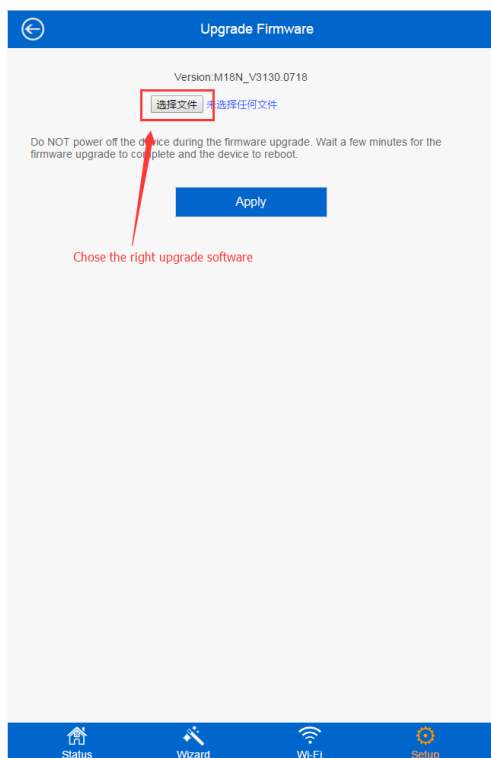 Upgrade Firmware
Version:M18N_V3130.0718
选择文件 未选择任何文件
Do NOT power off the device during the firmware upgrade. Wait a few minutes for the
firmware upgrade to complete and the device to reboot.
Apply
Chose the right upgrade software
Status Wizard Wi-Fi Setup